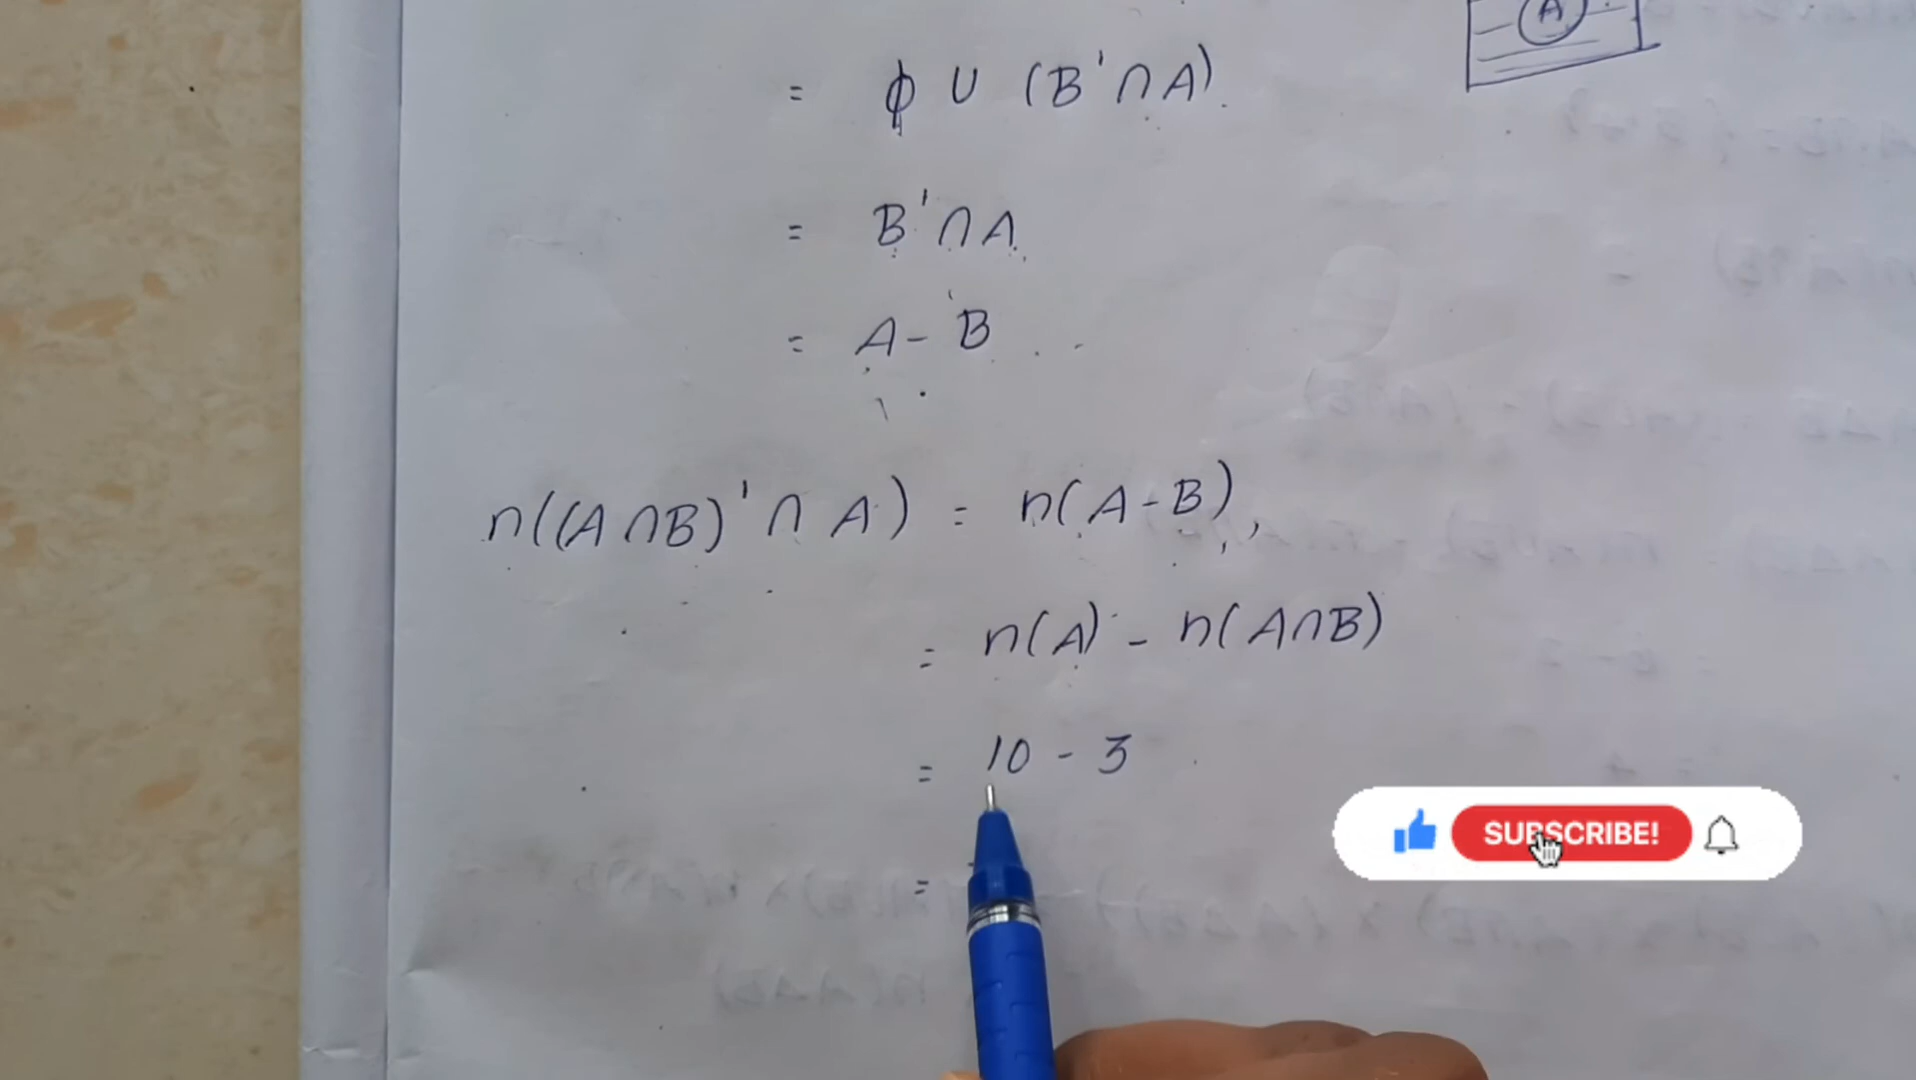 A
= ϕ ∪ (B'∩A).
= B'∩A
= A-B
n((A∩B)'∩ A) = n(A-B),
= n(A) - n(A∩B)
= 10 - 3
SUBSCRIBE!
=